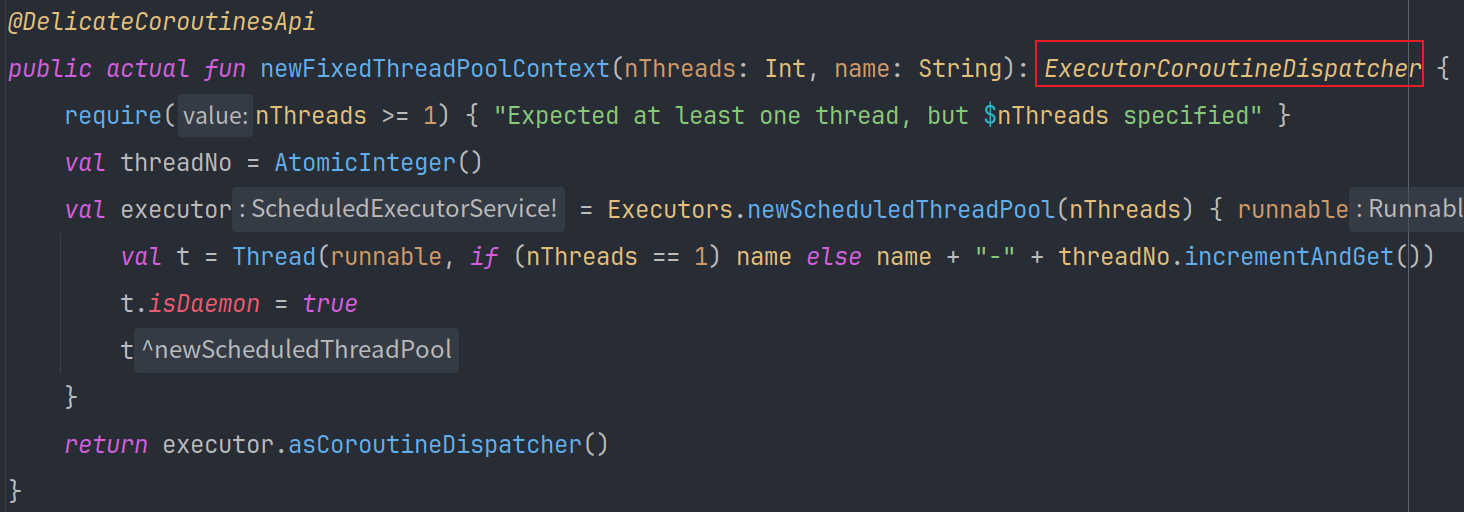 @DelicateCoroutinesApi
public actual fun newFixedThreadPoolContext(nThreads: Int, name: String): ExecutorCoroutineDispatcher {
    require( value: nThreads >= 1) { "Expected at least one thread, but $nThreads specified" }
    val threadNo = AtomicInteger()
    val executor : ScheduledExecutorService! = Executors.newScheduledThreadPool(nThreads) { runnable : Runnabl
        val t = Thread(runnable, if (nThreads == 1) name else name + "-" + threadNo.incrementAndGet())
        t.isDaemon = true
        t ^newScheduledThreadPool
    }
    return executor.asCoroutineDispatcher()
}